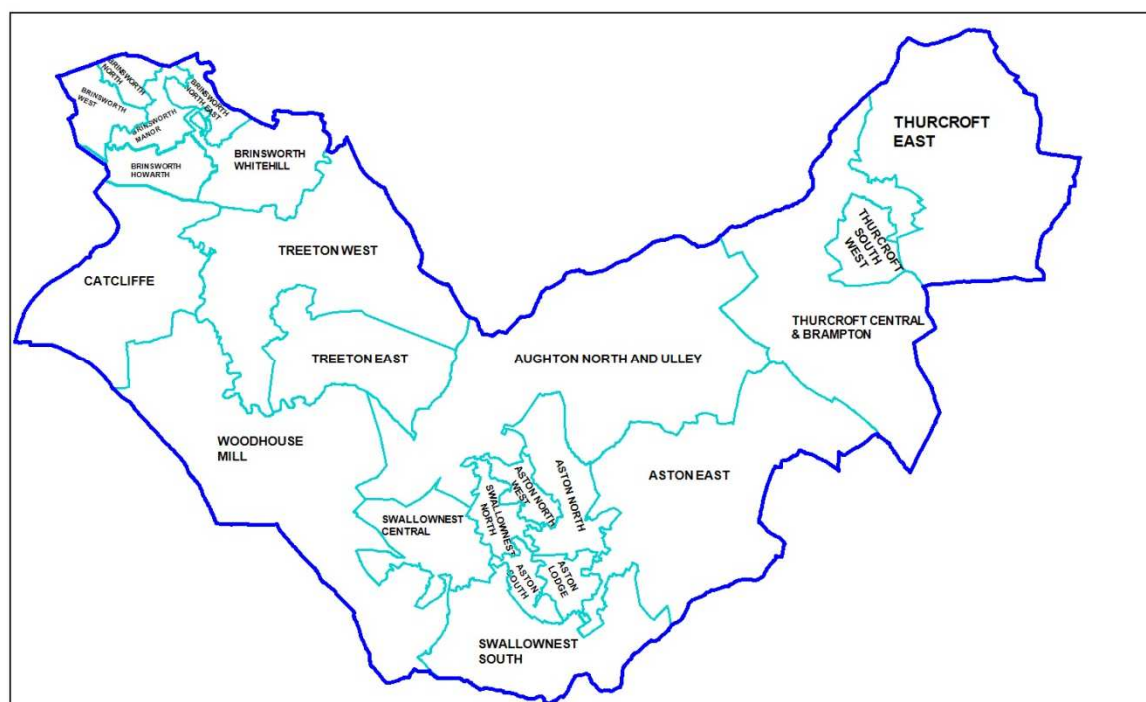 BRINSWORTH
NORTH
BRINSWORTH
NORTH EAST
BRINSWORTH
WEST
BRINSWORTH
MANOR
BRINSWORTH
HOWARTH
BRINSWORTH
WHITEHILL
THURCROFT
EAST
THURCROFT
SOUTH
WEST
TREETON WEST
CATCLIFFE
THURCROFT CENTRAL
& BRAMPTON
TREETON EAST
AUGHTON NORTH AND ULLEY
WOODHOUSE
MILL
ASTON EAST
ASTON NORTH
WEST
ASTON NORTH
SWALLOWNEST
NORTH
SWALLOWNEST
CENTRAL
ASTON
SOUTH
ASTON
LODGE
SWALLOWNEST
SOUTH